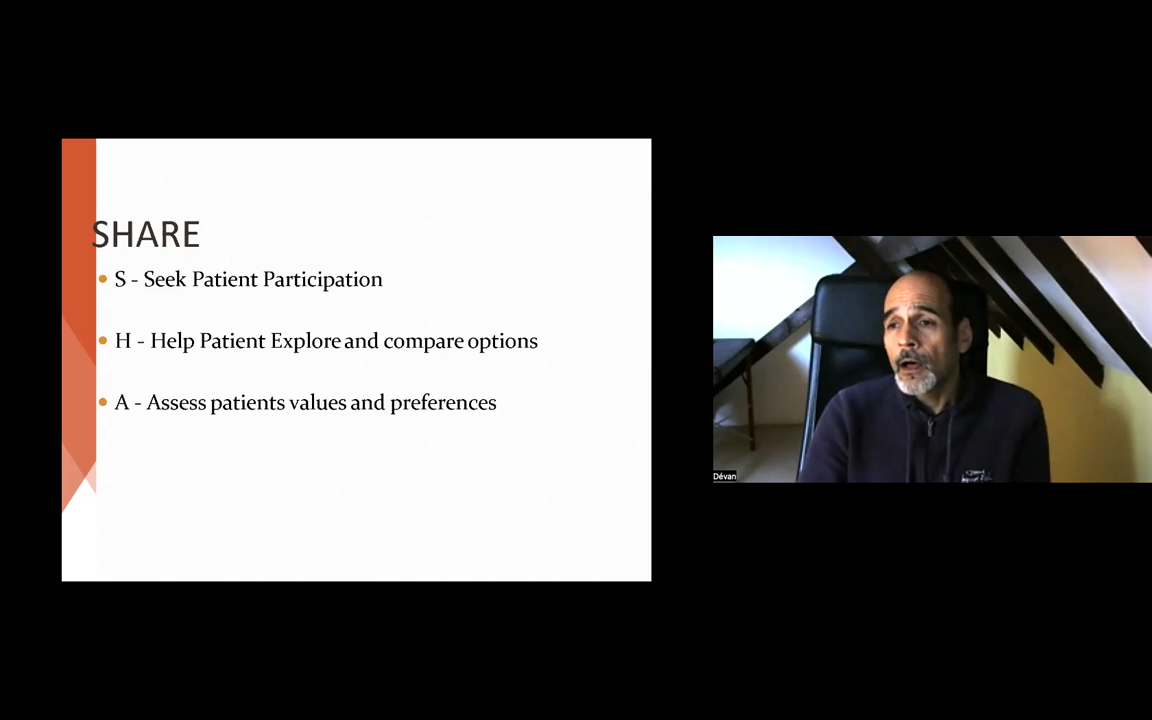 SHARE
S - Seek Patient Participation
H - Help Patient Explore and compare options
A - Assess patients values and preferences
Dévan